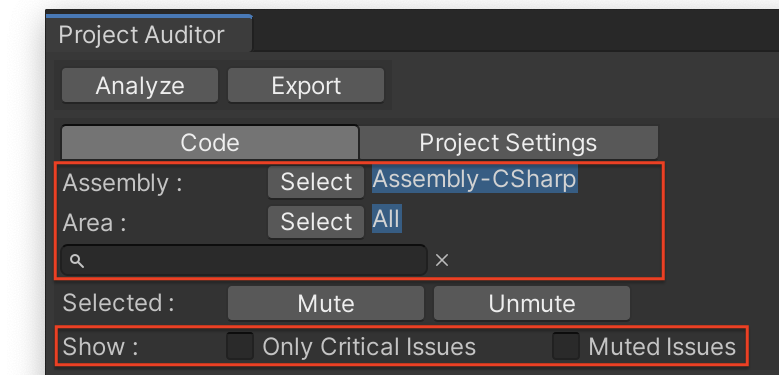 Project Auditor
Analyze Export
Code Project Settings
Assembly : Select Assembly-CSharp
Area : Select All
Selected : Mute Unmute
Show : Only Critical Issues Muted Issues